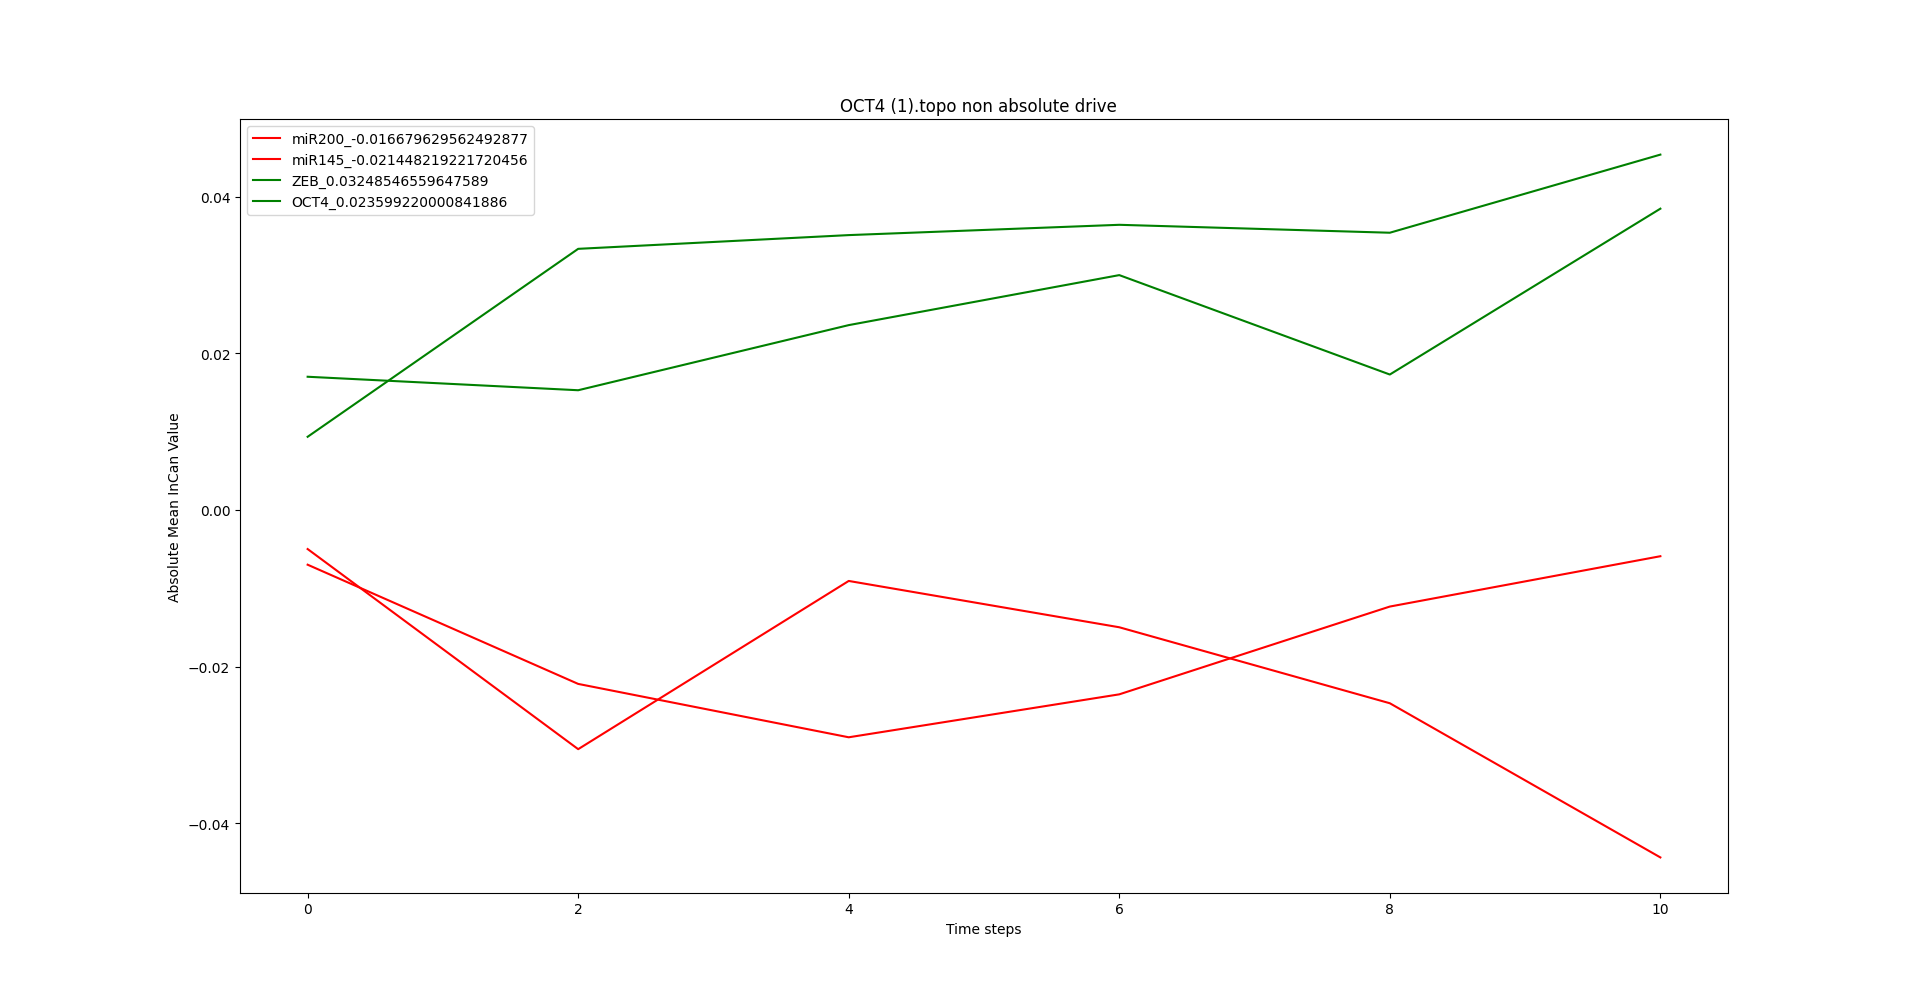 OCT4 (1).topo non absolute drive
miR200_-0.016679629562492877
miR145_-0.021448219221720456
ZEB_0.03248546559647589
OCT4_0.023599220000841886
0.04
0.02
0.00
−0.02
−0.04
Absolute Mean InCan Value
0 2 4 6 8 10
Time steps